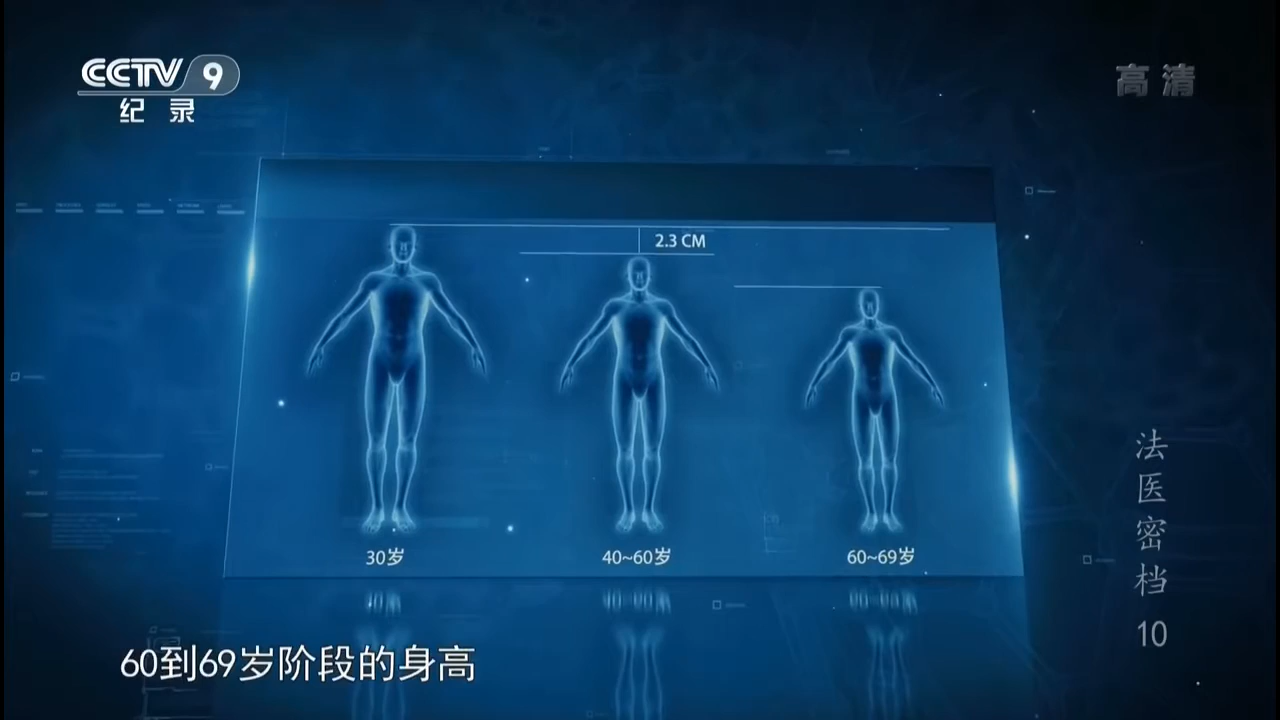 CCTV 9
纪录
高清
2.3 CM
30岁
40~60岁
60~69岁
法医密档
10
60到69岁阶段的身高